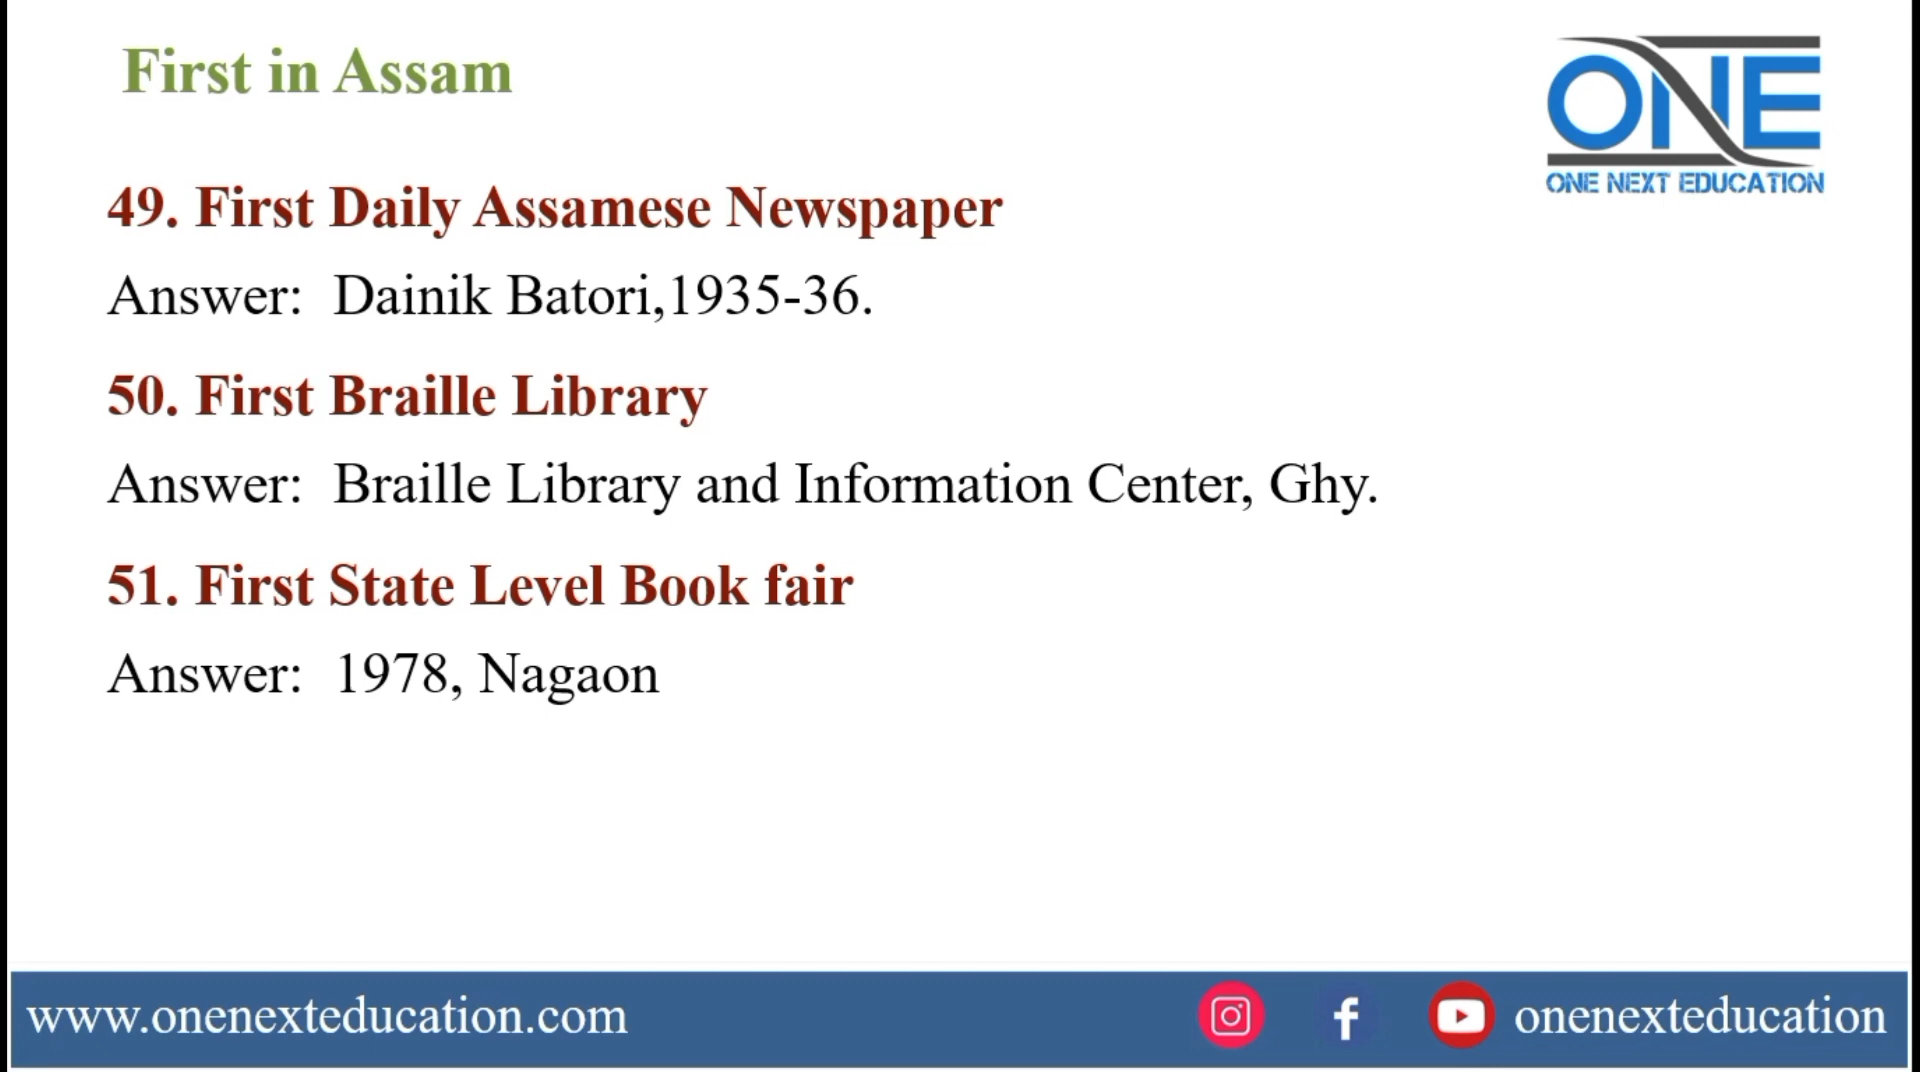 First in Assam
ONE
ONE NEXT EDUCATION
49. First Daily Assamese Newspaper
Answer: Dainik Batori,1935-36.
50. First Braille Library
Answer: Braille Library and Information Center, Ghy.
51. First State Level Book fair
Answer: 1978, Nagaon
www.onenexteducation.com
onenexteducation